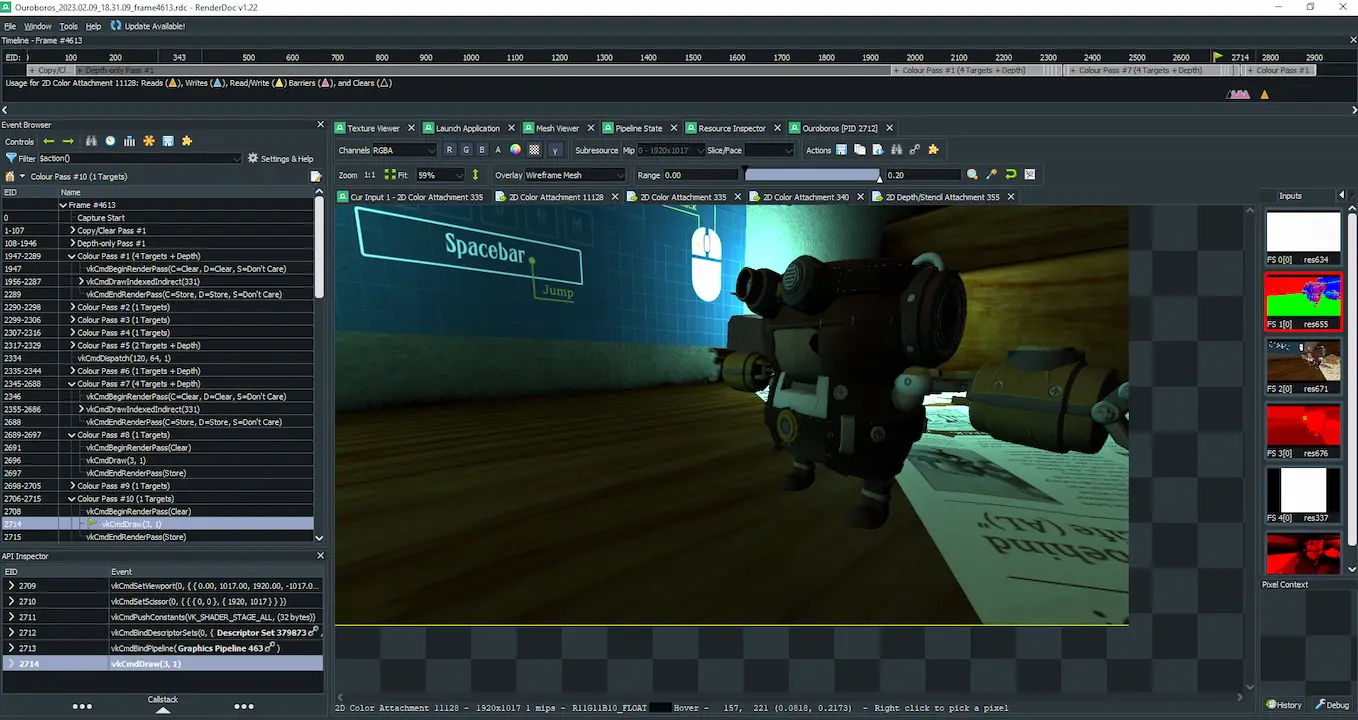 Ouroboros_2023.02.09_18.31.09_frame4613.rdc - RenderDoc v1.22
File Window Tools Help Update Available!
Timeline - Frame #4613
EID: 100 200 343 500 600 700 800 900 1000 1100 1200 1300 1400 1500 1600 1700 1800 1900 2000 2100 2200 2300 2400 2500 2600 2714 2800 2900
+ Copy/Cl + Depth-only Pass #1 + Colour Pass #1 (4 Targets + Depth) + Colour Pass #7 (4 Targets + Depth) + Colour Pass #1
Usage for 2D Color Attachment 11128: Reads ( ), Writes ( ), Read/Write ( ) Barriers ( ), and Clears ( )
Event Browser
Controls
Filter $action() Settings & Help
Colour Pass #10 (1 Targets)
EID Name
Frame #4613
0 Capture Start
1-107 Copy/Clear Pass #1
108-1946 Depth-only Pass #1
1947-2289 Colour Pass #1 (4 Targets + Depth)
1947 vkCmdBeginRenderPass(C=Clear, D=Clear, S=Don't Care)
1956-2287 vkCmdDrawIndexedIndirect(331)
2289 vkCmdEndRenderPass(C=Store, D=Store, S=Don't Care)
2290-2298 Colour Pass #2 (1 Targets)
2299-2306 Colour Pass #3 (1 Targets)
2307-2316 Colour Pass #4 (1 Targets)
2317-2329 Colour Pass #5 (2 Targets + Depth)
2334 vkCmdDispatch(120, 64, 1)
2335-2344 Colour Pass #6 (1 Targets + Depth)
2345-2688 Colour Pass #7 (4 Targets + Depth)
2346 vkCmdBeginRenderPass(C=Clear, D=Clear, S=Don't Care)
2355-2686 vkCmdDrawIndexedIndirect(331)
2688 vkCmdEndRenderPass(C=Store, D=Store, S=Don't Care)
2689-2697 Colour Pass #8 (1 Targets)
2691 vkCmdBeginRenderPass(Clear)
2696 vkCmdDraw(3, 1)
2697 vkCmdEndRenderPass(Store)
2698-2705 Colour Pass #9 (1 Targets)
2706-2715 Colour Pass #10 (1 Targets)
2708 vkCmdBeginRenderPass(Clear)
2714 vkCmdDraw(3, 1)
2715 vkCmdEndRenderPass(Store)
API Inspector
EID Event
2709 vkCmdSetViewport(0, { { 0.00, 1017.00, 1920.00, -1017.0...
2710 vkCmdSetScissor(0, { { { 0, 0 }, { 1920, 1017 } } })
2711 vkCmdPushConstants(VK_SHADER_STAGE_ALL, (32 bytes))
2712 vkCmdBindDescriptorSets(0, { Descriptor Set 379873 ,
2713 vkCmdBindPipeline( Graphics Pipeline 463 )
2714 vkCmdDraw(3, 1)
Callstack
Texture Viewer Launch Application Mesh Viewer Pipeline State Resource Inspector Ouroboros [PID 2712]
Channels RGBA R G B A γ Subresource Mip 0 - 1920x1017 Slice/Face Actions
Zoom 1:1 Fit 59% Overlay Wireframe Mesh Range 0.00 0.20
Cur Input 1 - 2D Color Attachment 335 2D Color Attachment 11128 2D Color Attachment 335 2D Color Attachment 340 2D Depth/Stencil Attachment 355
Spacebar
Jump
behind
(AI),
2D Color Attachment 11128 - 1920x1017 1 mips - R11G11B10_FLOAT Hover - 157, 221 (0.0818, 0.2173) - Right click to pick a pixel
Inputs
FS 0[0] res634
FS 1[0] res655
FS 2[0] res671
FS 3[0] res676
FS 4[0] res337
Pixel Context
History Debug